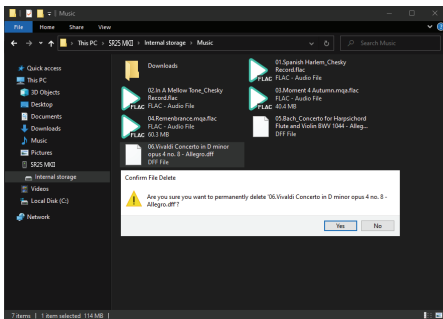 Music
File Home Share View
This PC › SR25 MKII › Internal storage › Music
Search Music
Quick access
This PC
3D Objects
Desktop
Documents
Downloads
Music
Pictures
SR25 MKII
Internal storage
Videos
Local Disk (C:)
Network
Downloads
01.Spanish Harlem_Chesky
Record.flac
FLAC - Audio File
FLAC
02.In A Mellow Tone_Chesky
Record.flac
FLAC - Audio File
FLAC
03.Moment 4 Autumn.mqa.flac
FLAC - Audio File
40.4 MB
FLAC
04.Remembrance.mqa.flac
FLAC - Audio File
60.3 MB
FLAC
05.Bach_Concerto for Harpsichord
Flute and Violin BWV 1044 - Alleg...
DFF File
06.Vivaldi Concerto in D minor
opus 4 no. 8 - Allegro.dff
DFF File
Confirm File Delete
Are you sure you want to permanently delete '06.Vivaldi Concerto in D minor opus 4 no. 8 -
Allegro.dff'?
Yes No
7 items 1 item selected 114 MB